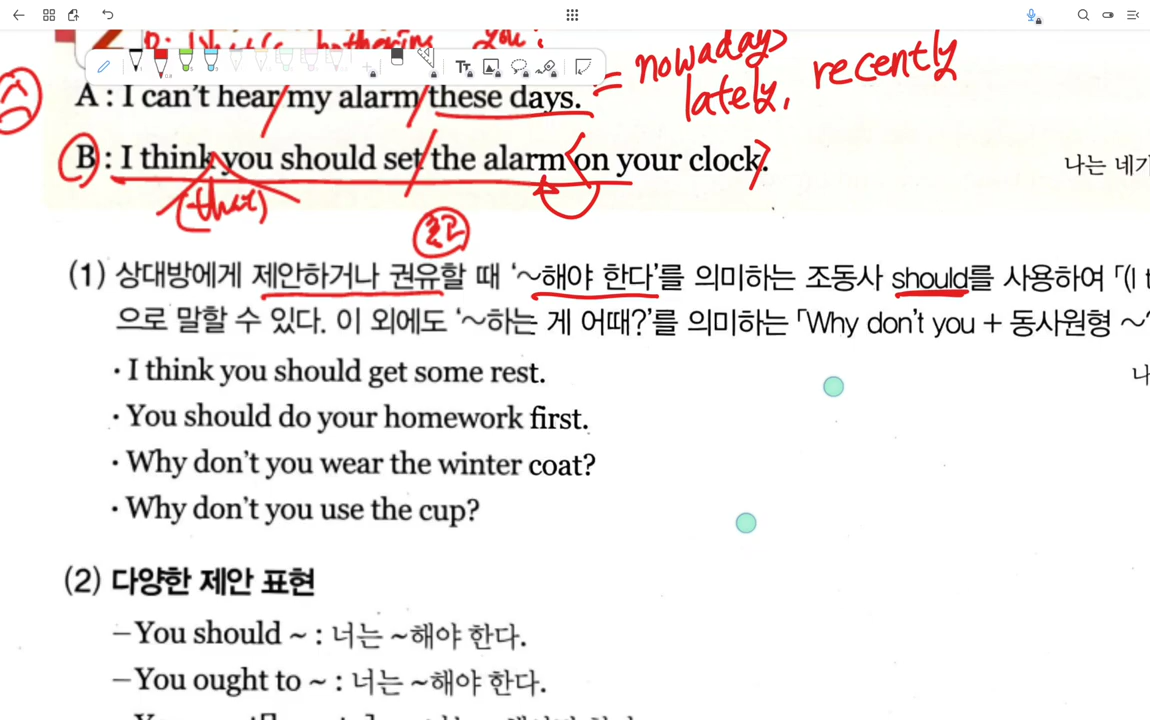 you?
= nowadays
lately, recently
A : I can't hear my alarm these days.
B : I think you should set the alarm on your clock.
나는 네가
(that)
충고
(1) 상대방에게 제안하거나 권유할 때 '~해야 한다'를 의미하는 조동사 should를 사용하여 「(I
으로 말할 수 있다. 이 외에도 '~하는 게 어때?'를 의미하는 「Why don't you + 동사원형 ~
· I think you should get some rest.
나
· You should do your homework first.
· Why don't you wear the winter coat?
· Why don't you use the cup?
(2) 다양한 제안 표현
– You should ~ : 너는 ~해야 한다.
– You ought to ~ : 너는 ~해야 한다.